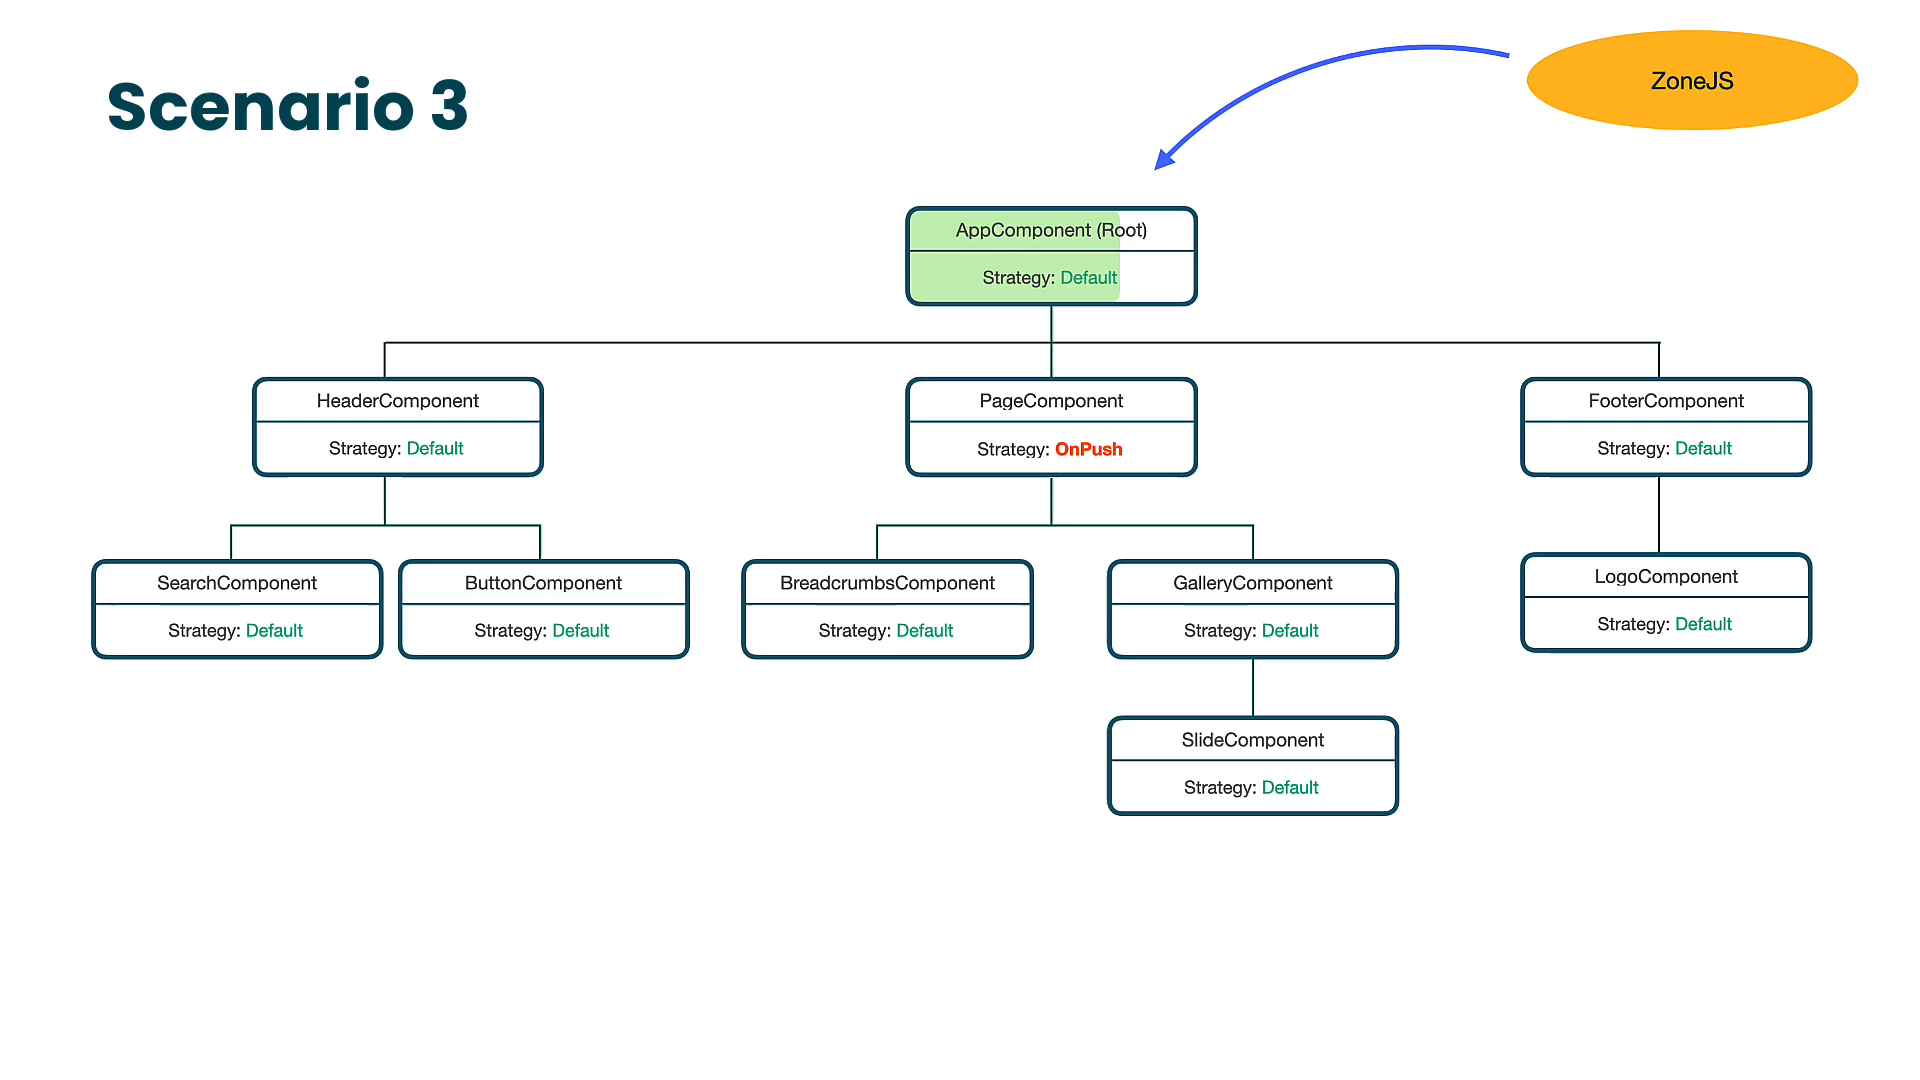 Scenario 3
ZoneJS
AppComponent (Root)
Strategy: Default
HeaderComponent
Strategy: Default
PageComponent
Strategy: OnPush
FooterComponent
Strategy: Default
SearchComponent
Strategy: Default
ButtonComponent
Strategy: Default
BreadcrumbsComponent
Strategy: Default
GalleryComponent
Strategy: Default
LogoComponent
Strategy: Default
SlideComponent
Strategy: Default